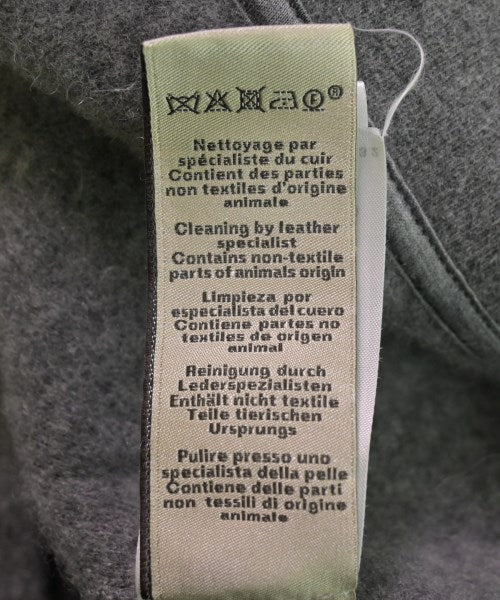 F ®
Nettoyage par
spécialiste du cuir
Contient des parties
non textiles d'origine
animale
Cleaning by leather
specialist
Contains non-textile
parts of animals origin
Limpieza por
especialista del cuero
Contiene partes no
textiles de origen
animal
Reinigung durch
Lederspezialisten
Enthält nicht textile
Teile tierischen
Ursprungs
Pulire presso uno
specialista della pelle
Contiene delle parti
non tessili di origine
animale